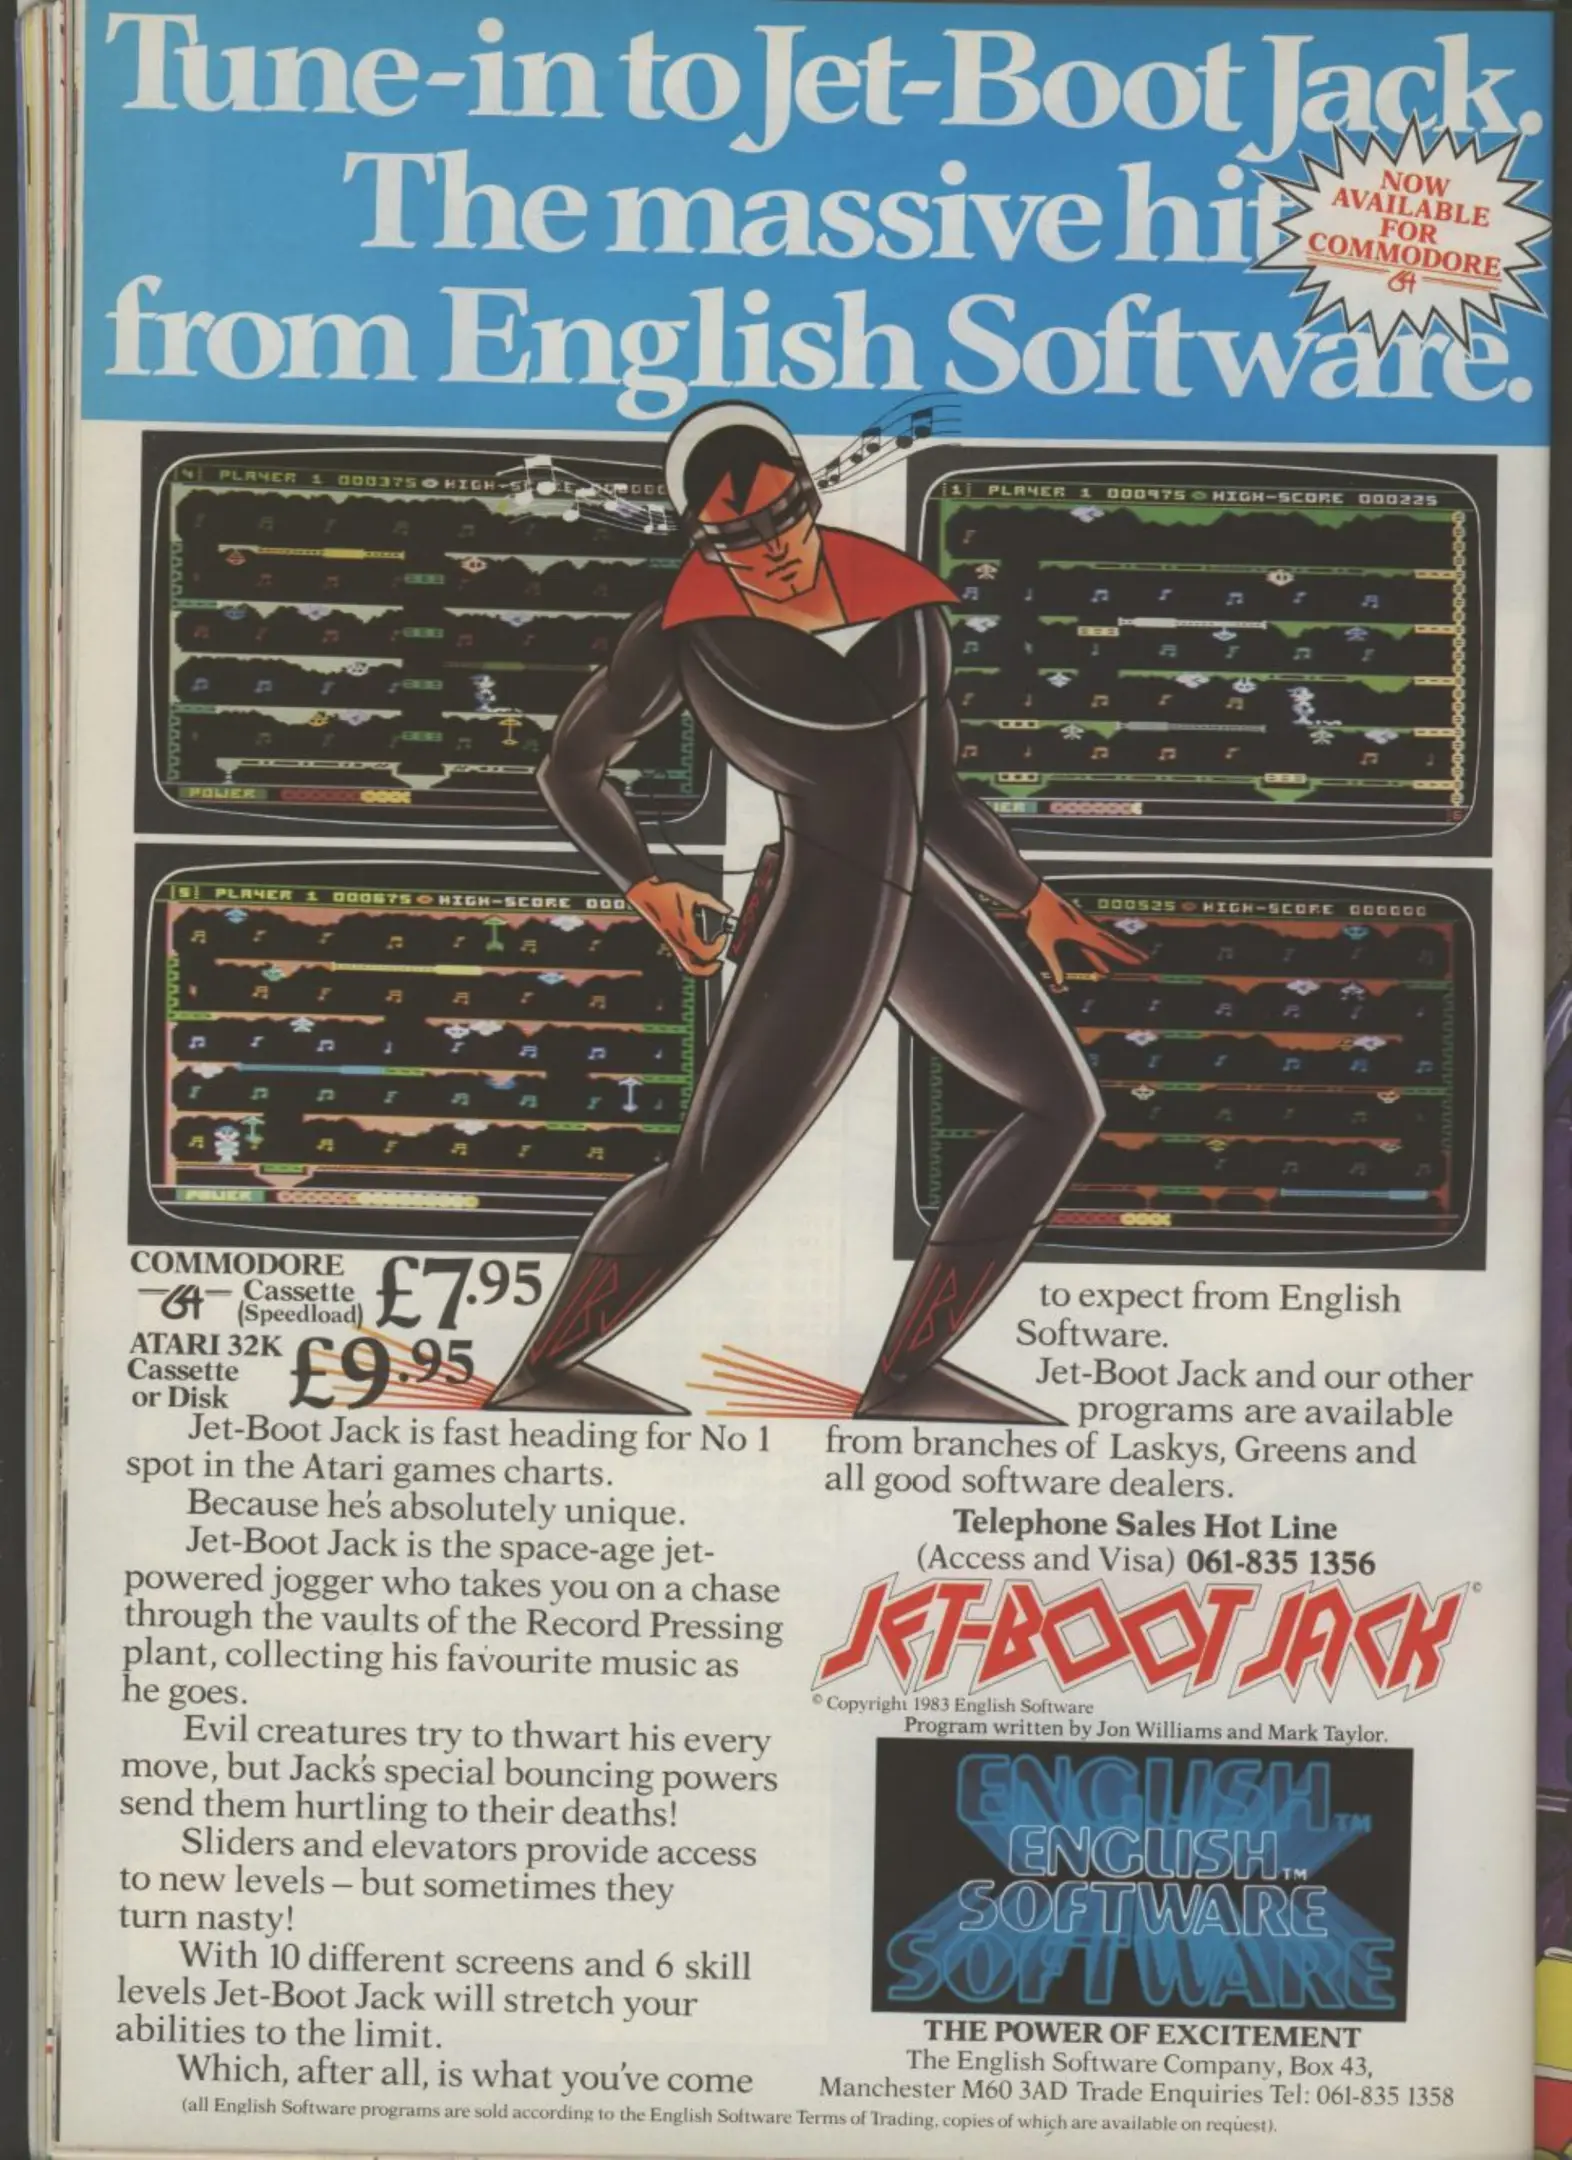 Tune-in to Jet-Boot Jack.
The massive hit
from English Software.
NOW
AVAILABLE
FOR
COMMODORE
64
[4] PLAYER 1 000375 HIGH-SCORE
[1] PLAYER 1 000975 HIGH-SCORE 000225
POWER
[5] PLAYER 1 000675 HIGH-SCORE
1 000525 HIGH-SCORE 000000
POWER
COMMODORE
64 Cassette
(Speedload)
£7.95
ATARI 32K
Cassette
or Disk
£9.95
Jet-Boot Jack is fast heading for No 1
spot in the Atari games charts.
Because he's absolutely unique.
Jet-Boot Jack is the space-age jet-
powered jogger who takes you on a chase
through the vaults of the Record Pressing
plant, collecting his favourite music as
he goes.
Evil creatures try to thwart his every
move, but Jack's special bouncing powers
send them hurtling to their deaths!
Sliders and elevators provide access
to new levels – but sometimes they
turn nasty!
With 10 different screens and 6 skill
levels Jet-Boot Jack will stretch your
abilities to the limit.
Which, after all, is what you've come
to expect from English
Software.
Jet-Boot Jack and our other
programs are available
from branches of Laskys, Greens and
all good software dealers.
Telephone Sales Hot Line
(Access and Visa) 061-835 1356
JET-BOOT JACK ©
© Copyright 1983 English Software
Program written by Jon Williams and Mark Taylor.
ENGLISH TM
ENGLISH TM
SOFTWARE
SOFTWARE
THE POWER OF EXCITEMENT
The English Software Company, Box 43,
Manchester M60 3AD Trade Enquiries Tel: 061-835 1358
(all English Software programs are sold according to the English Software Terms of Trading, copies of which are available on request).